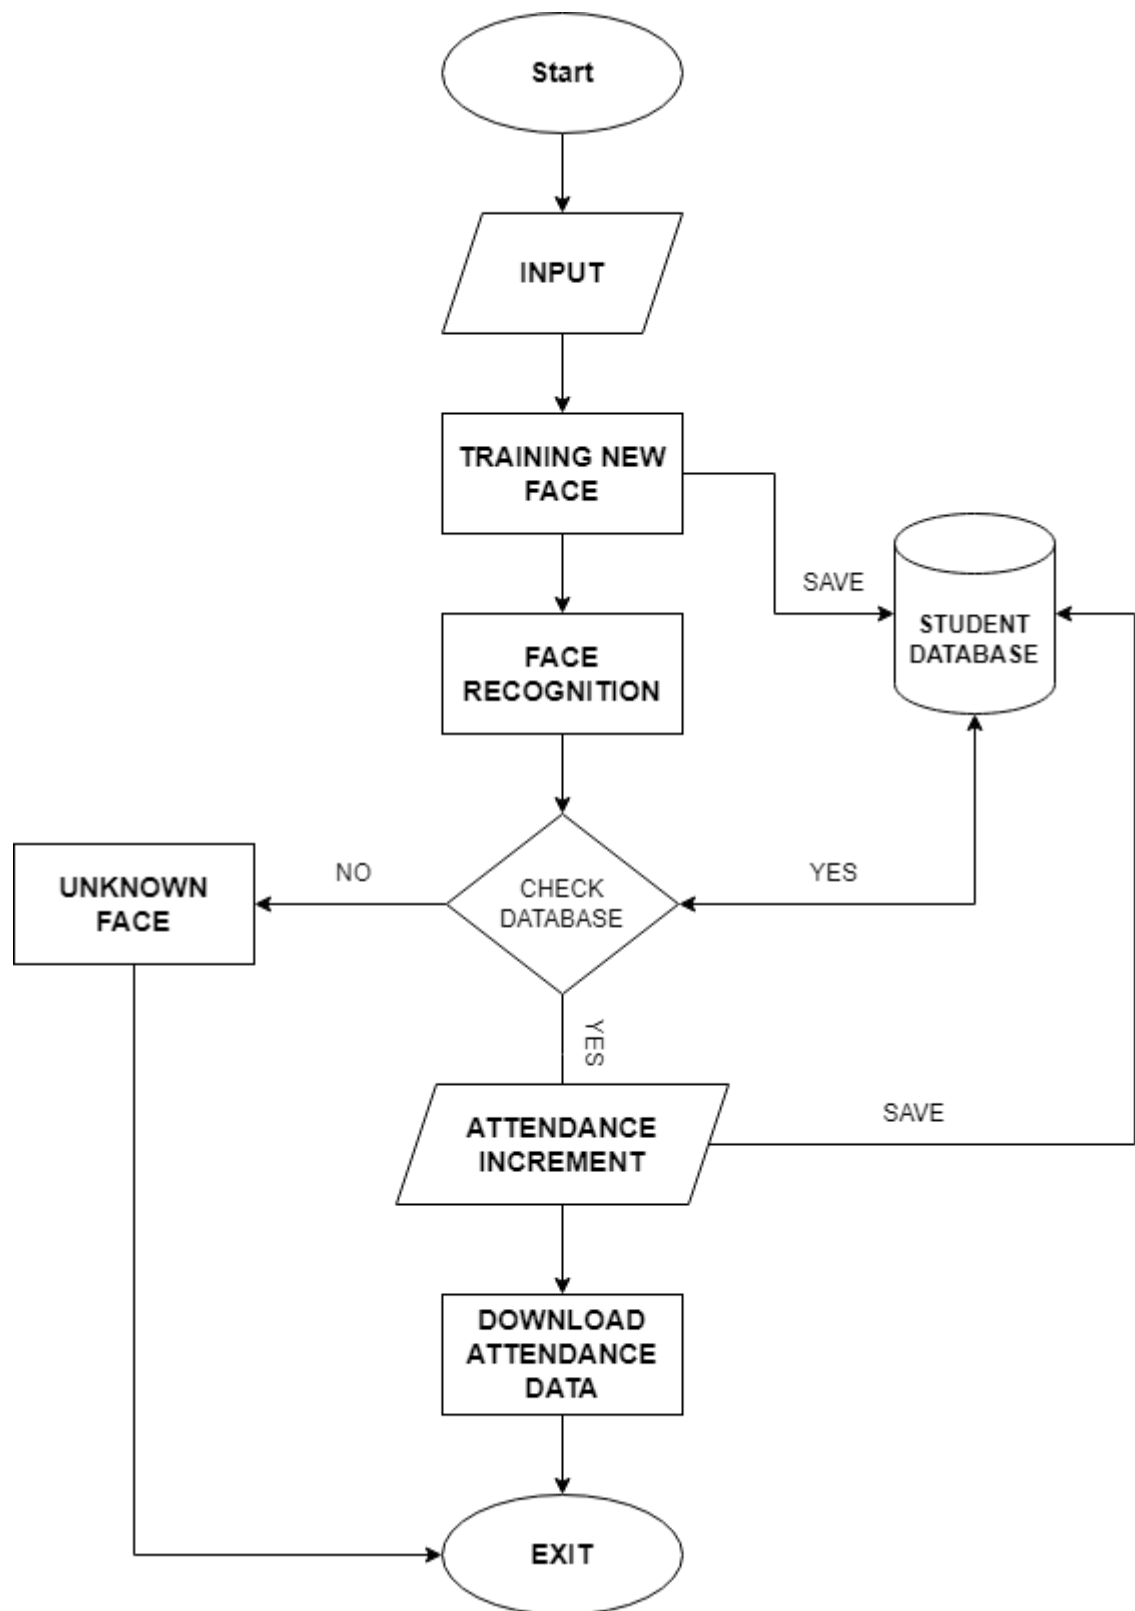 Start
INPUT
TRAINING NEW
FACE
SAVE
STUDENT
DATABASE
FACE
RECOGNITION
UNKNOWN
FACE
NO
CHECK
DATABASE
YES
YES
ATTENDANCE
INCREMENT
SAVE
DOWNLOAD
ATTENDANCE
DATA
EXIT